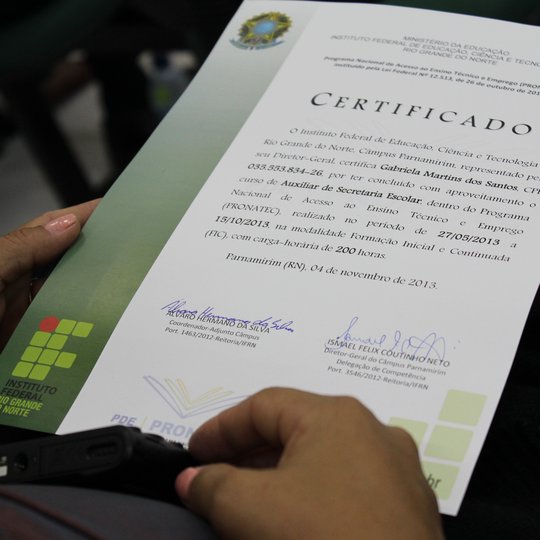 MINISTÉRIO DA EDUCAÇÃO
INSTITUTO FEDERAL DE EDUCAÇÃO, CIÊNCIA E TECNO
RIO GRANDE DO NORTE
Programa Nacional de Acesso ao Ensino Técnico e Emprego (PRON
instituído pela Lei Federal Nº 12.513, de 26 de outubro de 201
CERTIFICADO
O Instituto Federal de Educação, Ciência e Tecnologia
Rio Grande do Norte, Câmpus Parnamirim, representado
seu Diretor-Geral, certifica Gabriela Martins dos Santos, CPF
055.555.834-26, por ter concluído com aproveitamento o
curso de Auxiliar de Secretaria Escolar, dentro do Programa
Nacional de Acesso ao Ensino Técnico e Emprego
(PRONATEC), realizado no período de 27/05/2013 a
15/10/2013, na modalidade Formação Inicial e Continuada
(FIC), com carga-horária de 200 horas.
Parnamirim (RN), 04 de novembro de 2013.
ALVARO HERMANO DA SILVA
Coordenador-Adjunto Câmpus
Port. 1463/2012-Reitoria/IFRN
ISMAEL FELIX COUTINHO NETO
Diretor-Geral do Câmpus Parnamirim
Delegação de Competência
Port. 3546/2012-Reitoria/IFRN
INSTITUTO
FEDERAL
RIO GRANDE
DO NORTE
PDE PRON
.br